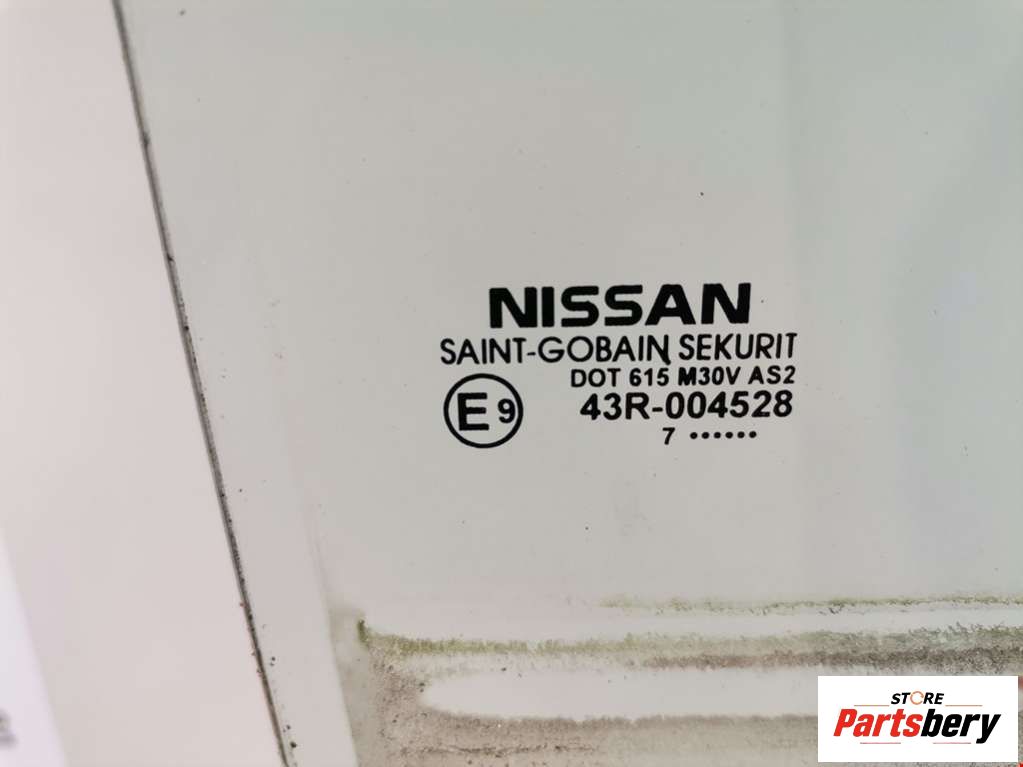 NISSAN
SAINT-GOBAIN SEKURIT
DOT 615 M30V AS2
E9 43R-004528
7 ••••••
STORE
Partsbery